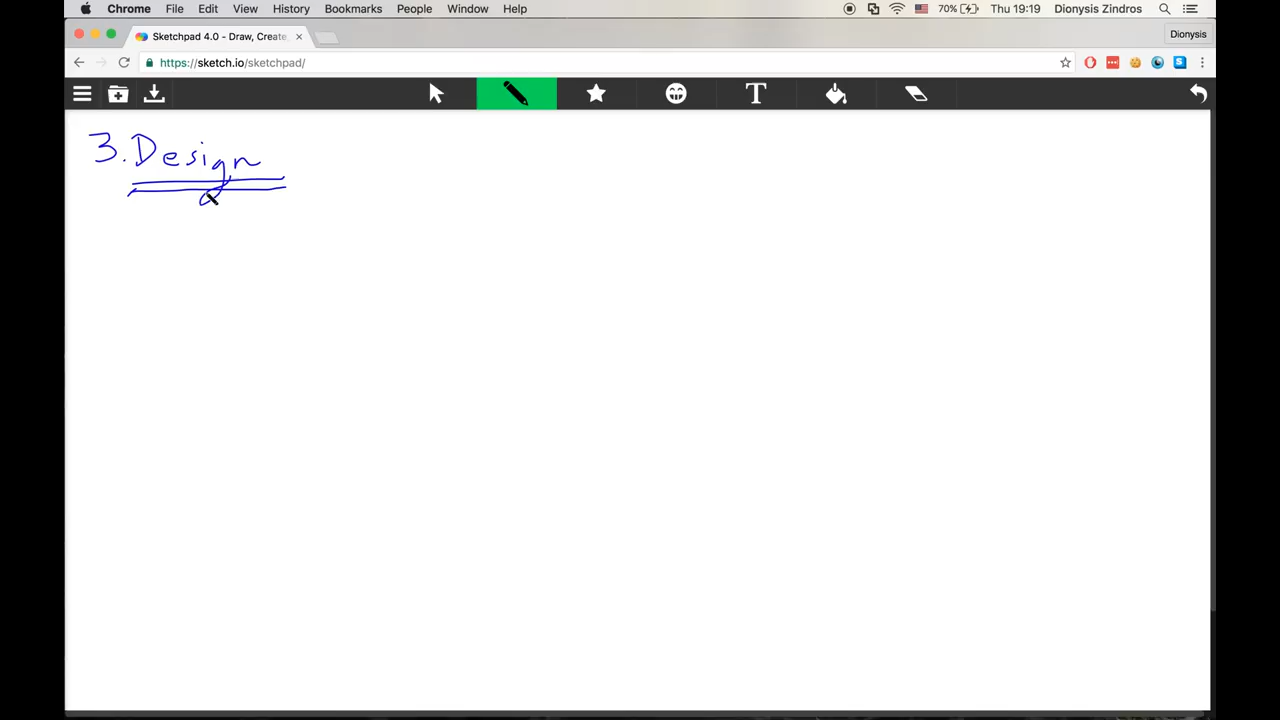 Chrome File Edit View History Bookmarks People Window Help 70% Thu 19:19 Dionysis Zindros
Sketchpad 4.0 - Draw, Create, Dionysis
https://sketch.io/sketchpad/
T
3. Design